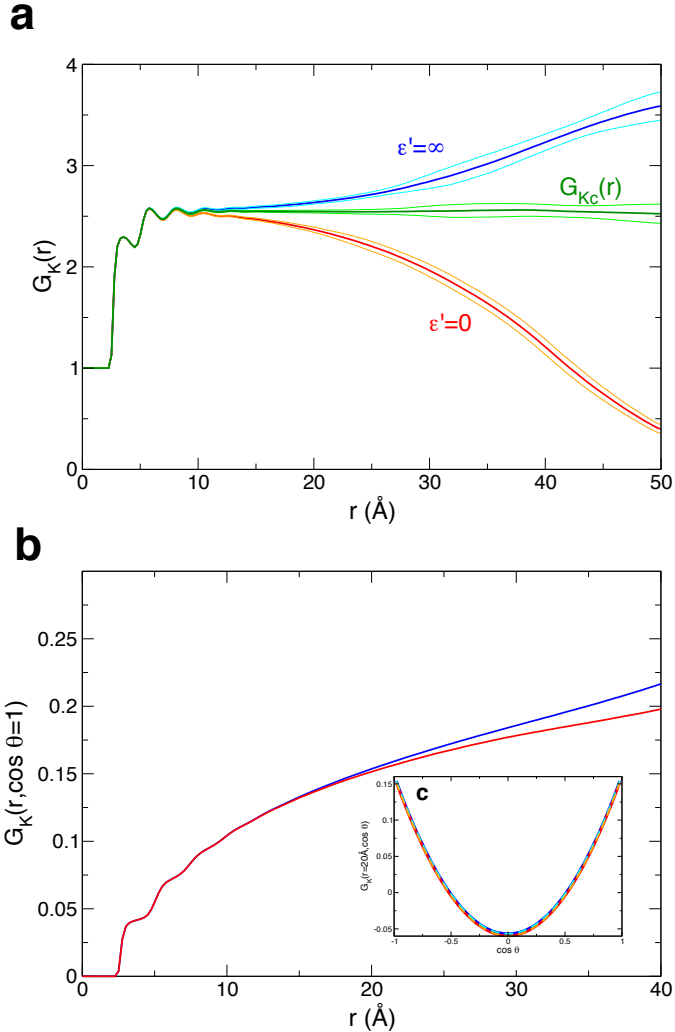 a
4
3
2
1
0
G_K(r)
ε'=∞
G_Kc(r)
ε'=0
0 10 20 30 40 50
r (Å)
b
0.25
0.2
0.15
0.1
0.05
0
G_K(r,cos θ=1)
c
0.15
0.1
0.05
0
-0.05
G_K(r=20Å,cos θ)
-1 -0.5 0 0.5 1
cos θ
0 10 20 30 40
r (Å)